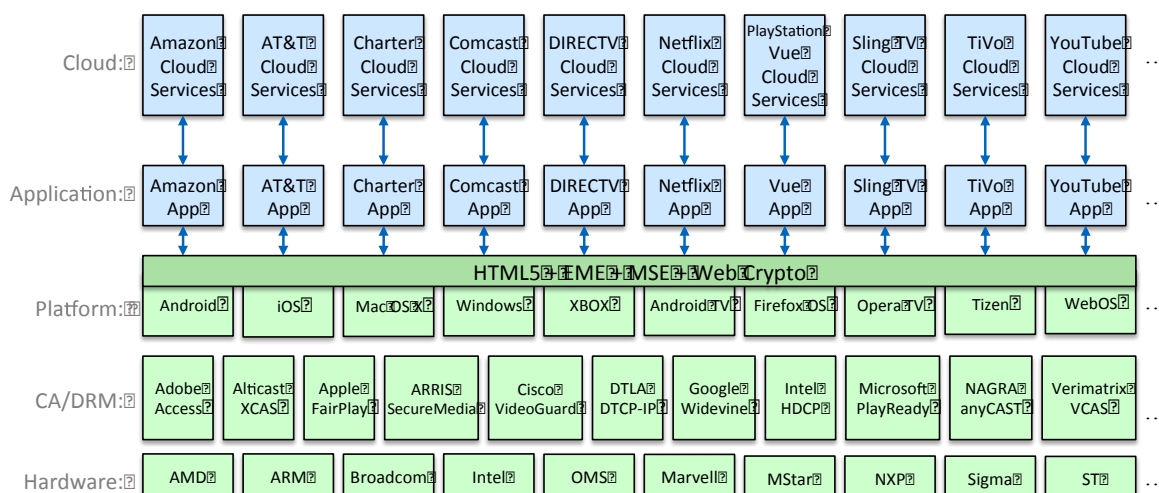 Cloud:
Amazon Cloud Services
AT&T Cloud Services
Charter Cloud Services
Comcast Cloud Services
DIRECTV Cloud Services
Netflix Cloud Services
PlayStation Vue Cloud Services
Sling TV Cloud Services
TiVo Cloud Services
YouTube Cloud Services
...
Application:
Amazon App
AT&T App
Charter App
Comcast App
DIRECTV App
Netflix App
Vue App
Sling TV App
TiVo App
YouTube App
...
HTML5 + EME + MSE + Web Crypto
Platform:
Android
iOS
Mac OS X
Windows
XBOX
Android TV
Firefox OS
Opera TV
Tizen
WebOS
...
CA/DRM:
Adobe Access
Alticast XCAS
Apple FairPlay
ARRIS SecureMedia
Cisco VideoGuard
DTLA DTCP-IP
Google Widevine
Intel HDCP
Microsoft PlayReady
NAGRA anyCAST
Verimatrix VCAS
...
Hardware:
AMD
ARM
Broadcom
Intel
OMS
Marvell
MStar
NXP
Sigma
ST
...